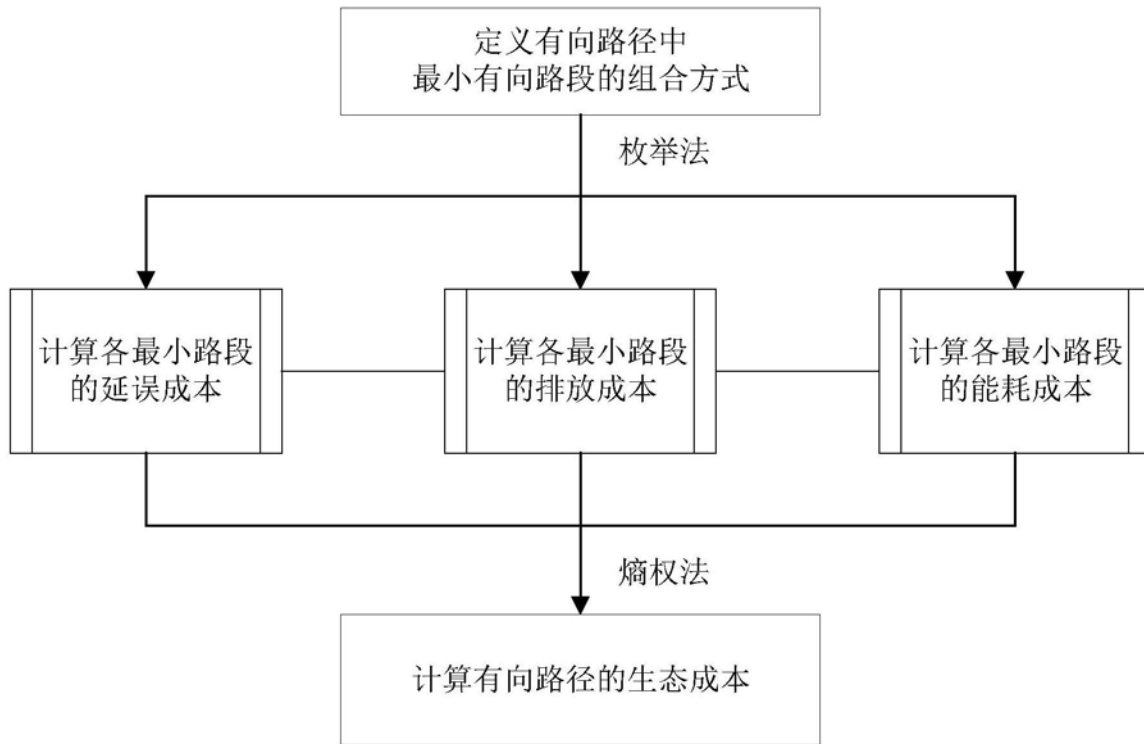 定义有向路径中
最小有向路段的组合方式
枚举法
计算各最小路段
的延误成本
计算各最小路段
的排放成本
计算各最小路段
的能耗成本
熵权法
计算有向路径的生态成本